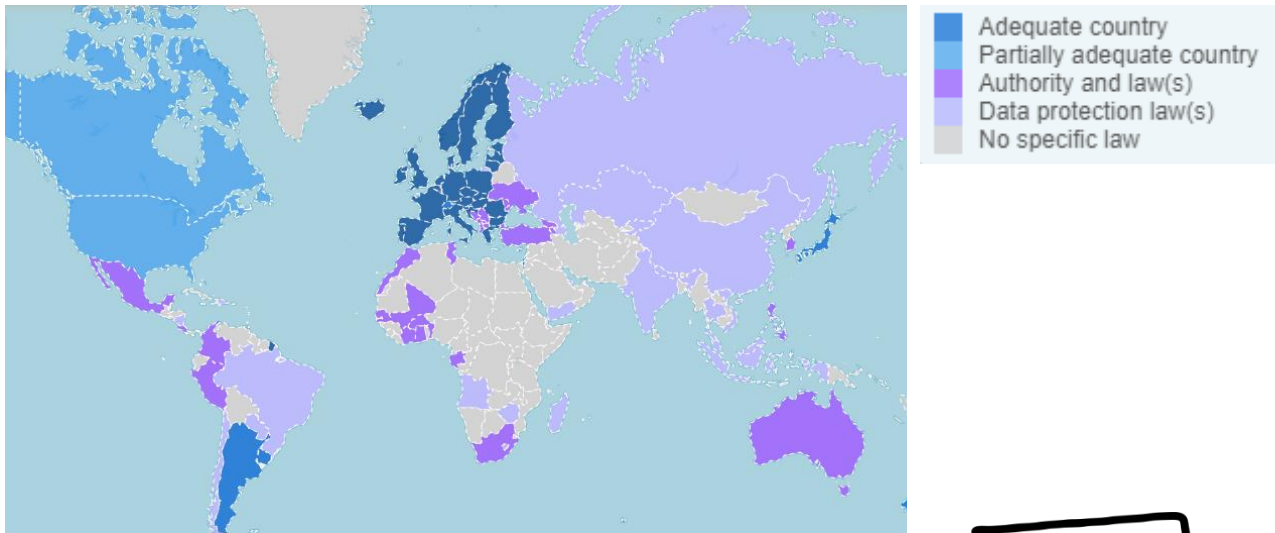 Adequate country
Partially adequate country
Authority and law(s)
Data protection law(s)
No specific law